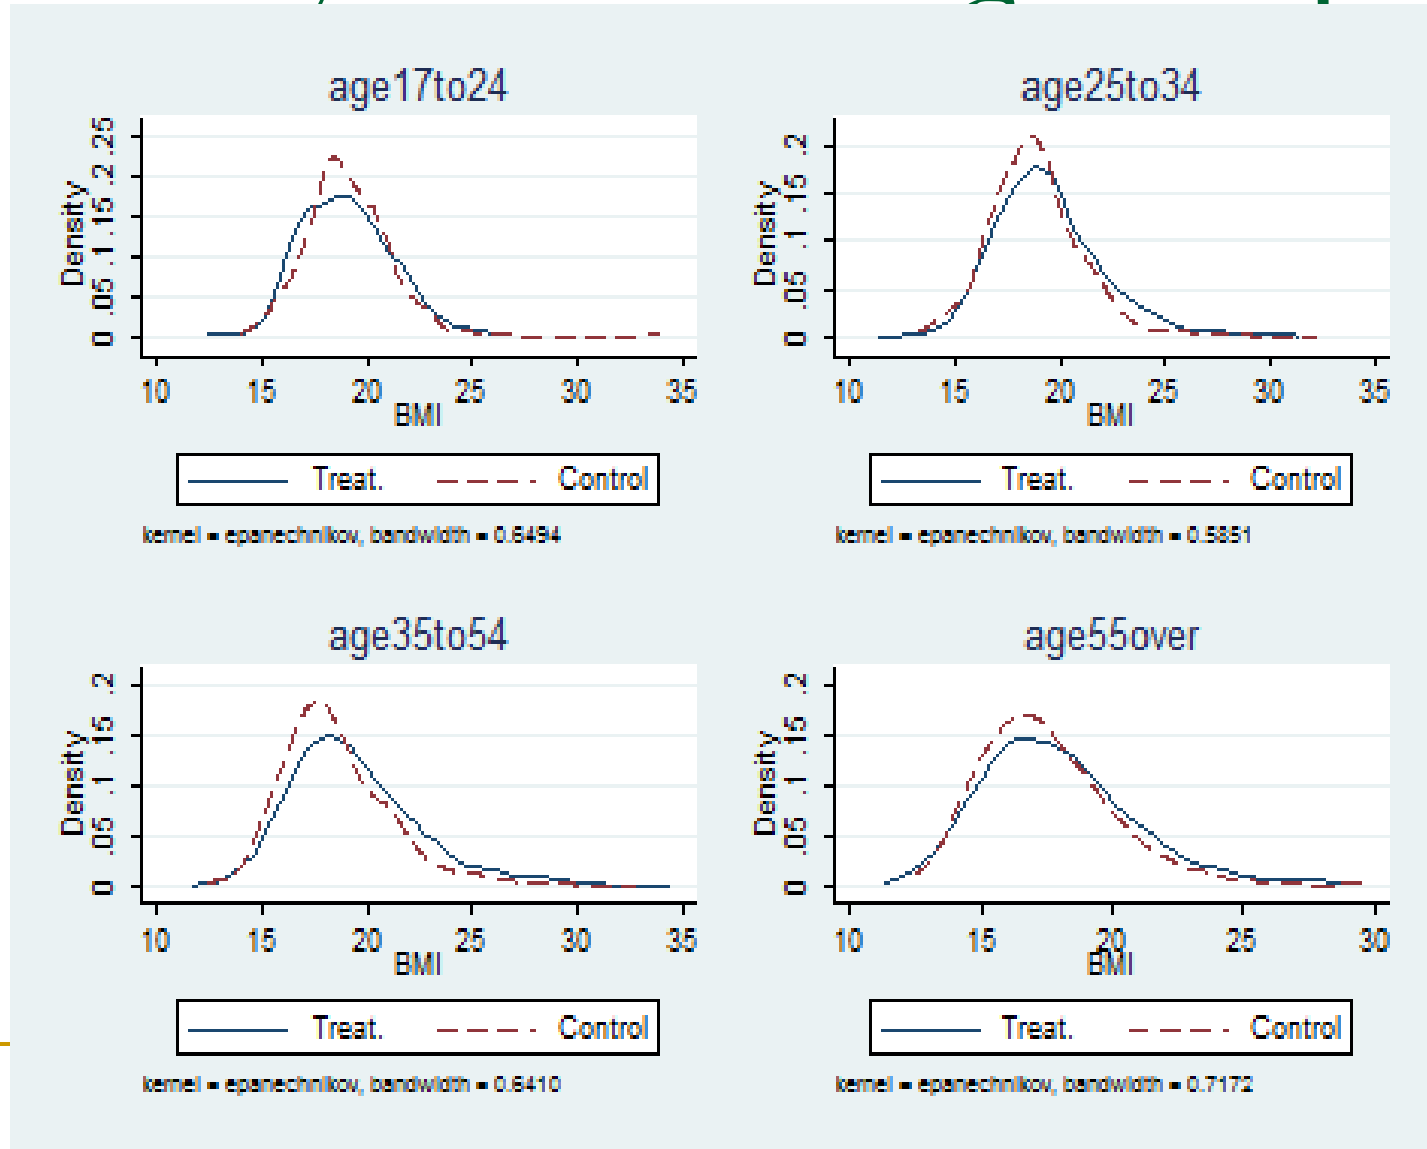 age17to24
Density
0 .05 .1 .15 .2 .25
10 15 20 25 30 35
BMI
Treat. Control
kernel = epanechnikov, bandwidth = 0.6494
age25to34
Density
0 .05 .1 .15 .2
10 15 20 25 30 35
BMI
Treat. Control
kernel = epanechnikov, bandwidth = 0.5851
age35to54
Density
0 .05 .1 .15 .2
10 15 20 25 30 35
BMI
Treat. Control
kernel = epanechnikov, bandwidth = 0.6410
age55over
Density
0 .05 .1 .15 .2
10 15 20 25 30
BMI
Treat. Control
kernel = epanechnikov, bandwidth = 0.7172